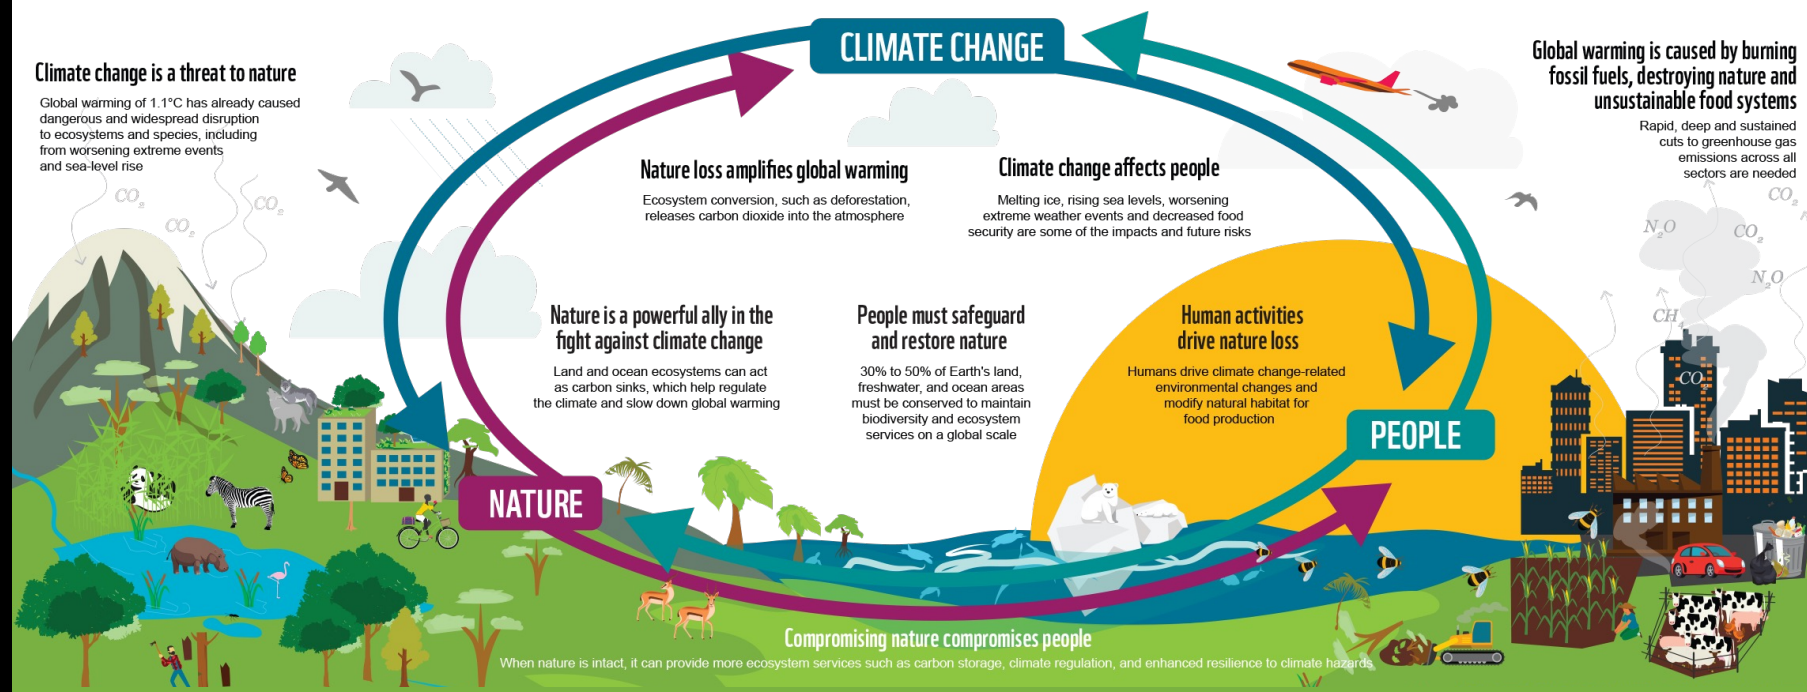 CLIMATE CHANGE
Climate change is a threat to nature
Global warming of 1.1°C has already caused
dangerous and widespread disruption
to ecosystems and species, including
from worsening extreme events
and sea-level rise
Global warming is caused by burning
fossil fuels, destroying nature and
unsustainable food systems
Rapid, deep and sustained
cuts to greenhouse gas
emissions across all
sectors are needed
Nature loss amplifies global warming
Ecosystem conversion, such as deforestation,
releases carbon dioxide into the atmosphere
Climate change affects people
Melting ice, rising sea levels, worsening
extreme weather events and decreased food
security are some of the impacts and future risks
CO₂
CO₂
CO₂
CO₂
N₂O
CO₂
N₂O
CH₄
CO₂
Nature is a powerful ally in the
fight against climate change
Land and ocean ecosystems can act
as carbon sinks, which help regulate
the climate and slow down global warming
People must safeguard
and restore nature
30% to 50% of Earth's land,
freshwater, and ocean areas
must be conserved to maintain
biodiversity and ecosystem
services on a global scale
Human activities
drive nature loss
Humans drive climate change-related
environmental changes and
modify natural habitat for
food production
PEOPLE
NATURE
Compromising nature compromises people
When nature is intact, it can provide more ecosystem services such as carbon storage, climate regulation, and enhanced resilience to climate hazards